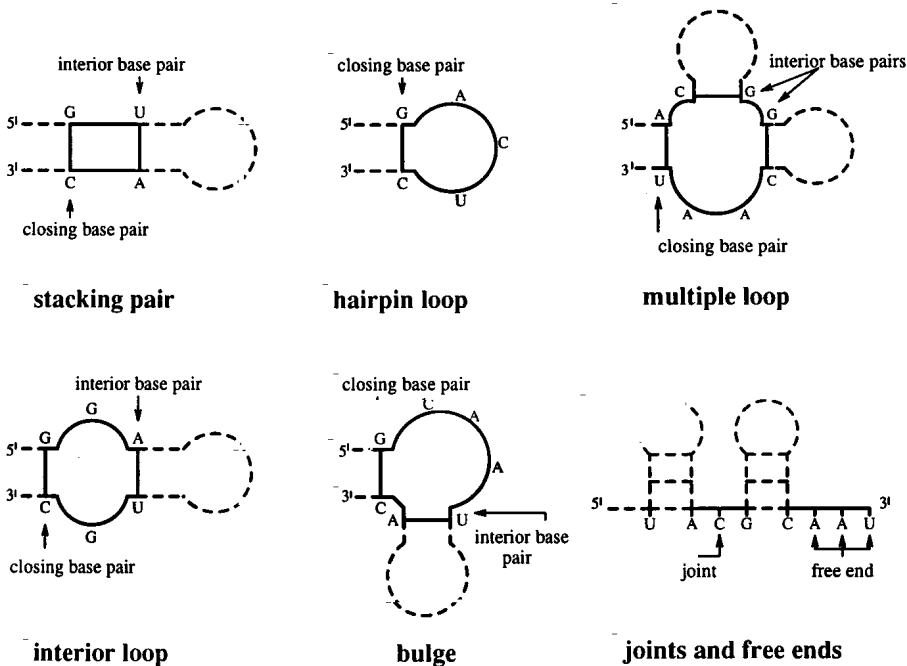 interior base pair
G U
5'
3'
C A
closing base pair
stacking pair
closing base pair
G A
5'
C
3'
C U
hairpin loop
interior base pairs
C G
A G
5'
3'
U C
A A
closing base pair
multiple loop
interior base pair
G
G A
5'
3'
C U
G
closing base pair
interior loop
closing base pair
U A
G
5'
A
3'
C
A U
interior base
pair
bulge
5' 3'
U A C G C A A U
joint free end
joints and free ends